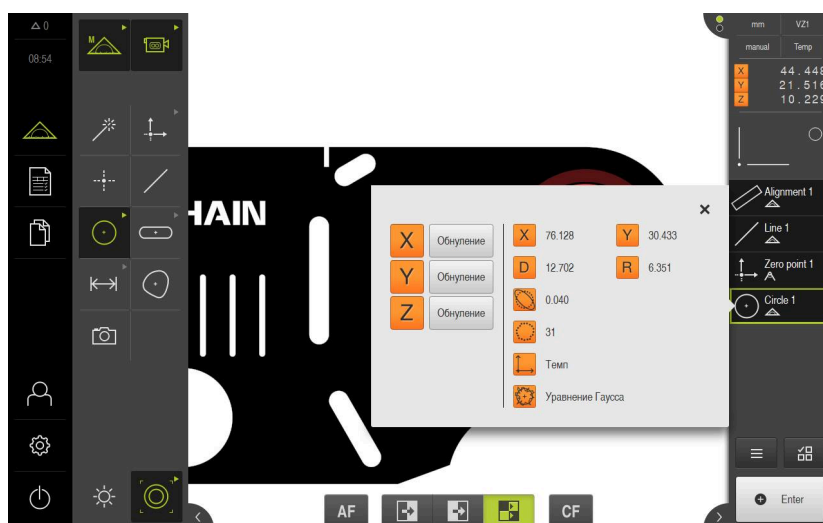 0
08:54
M
HAIN
X Обнуление
Y Обнуление
Z Обнуление
X 76.128 Y 30.433
D 12.702 R 6.351
0.040
31
Темп
Уравнение Гаусса
AF
CF
mm VZ1
manual Temp
X 44.448
Y 21.516
Z 10.229
Alignment 1
Line 1
Zero point 1
Circle 1
Enter